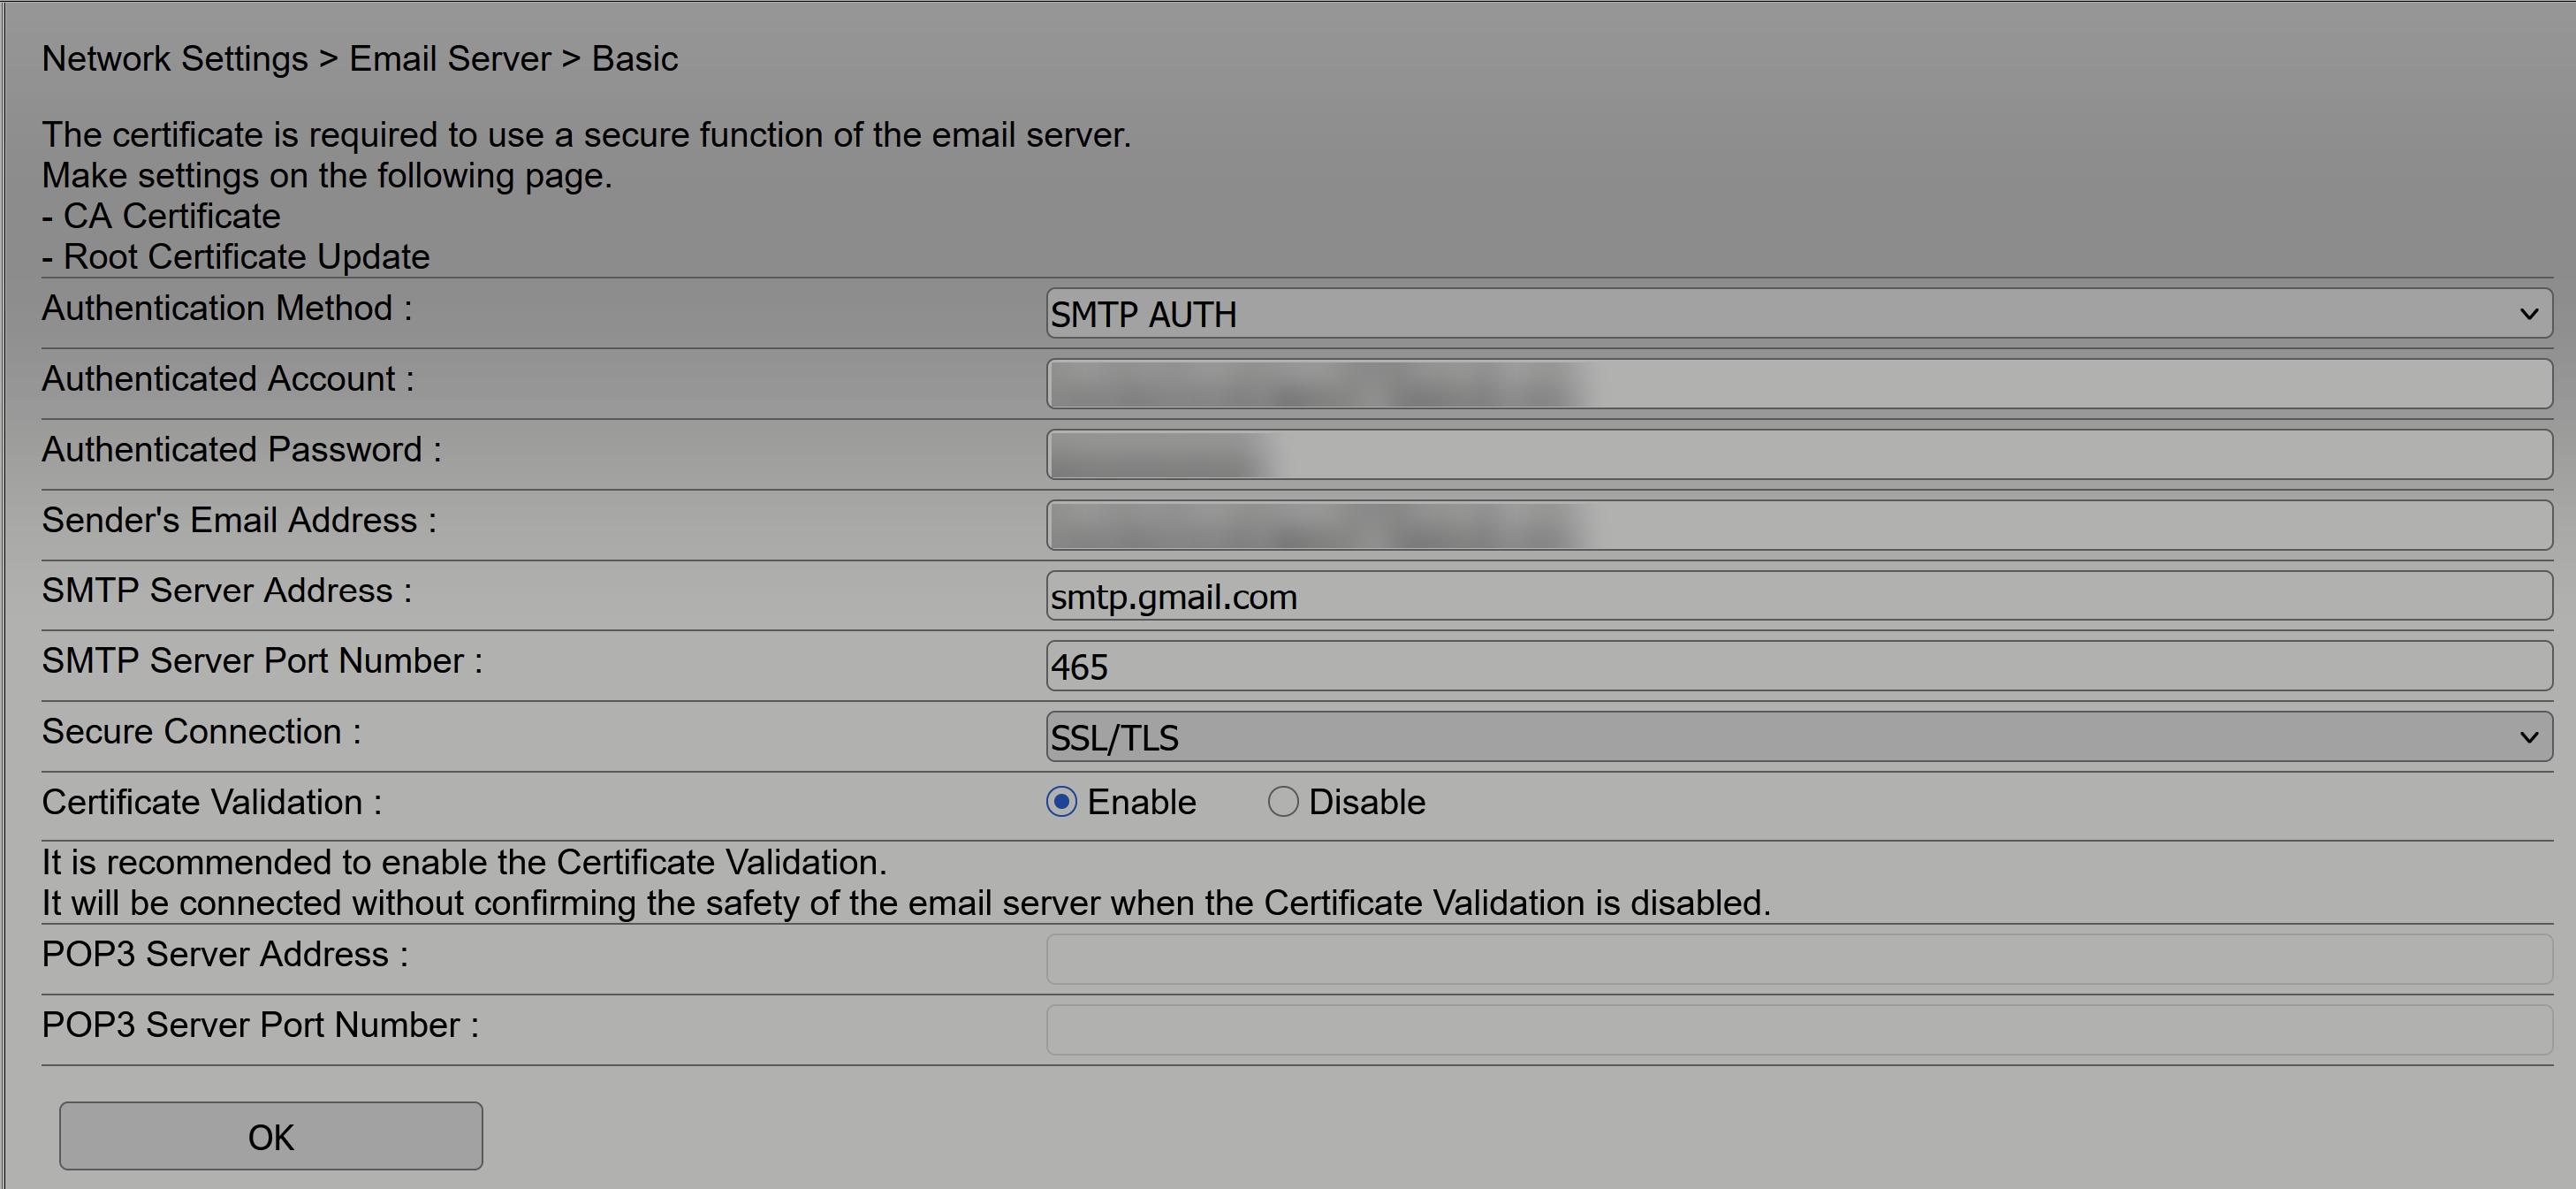 Network Settings > Email Server > Basic
The certificate is required to use a secure function of the email server.
Make settings on the following page.
- CA Certificate
- Root Certificate Update
Authentication Method :
SMTP AUTH
Authenticated Account :
Authenticated Password :
Sender's Email Address :
SMTP Server Address :
smtp.gmail.com
SMTP Server Port Number :
465
Secure Connection :
SSL/TLS
Certificate Validation :
Enable Disable
It is recommended to enable the Certificate Validation.
It will be connected without confirming the safety of the email server when the Certificate Validation is disabled.
POP3 Server Address :
POP3 Server Port Number :
OK